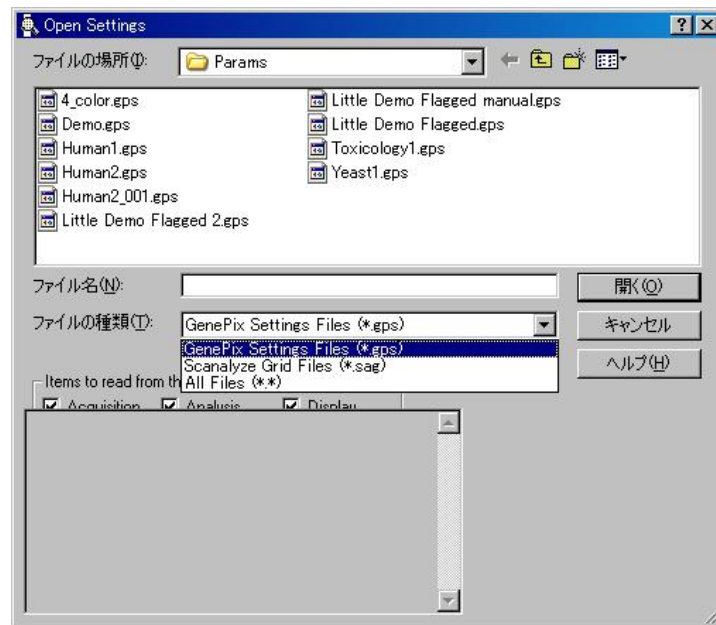 Open Settings
ファイルの場所(I):
Params
4_color.gps
Demo.gps
Human1.gps
Human2.gps
Human2_001.gps
Little Demo Flagged 2.gps
Little Demo Flagged manual.gps
Little Demo Flagged.gps
Toxicology1.gps
Yeast1.gps
ファイル名(N):
開く(O)
ファイルの種類(T):
GenePix Settings Files (*.gps)
キャンセル
GenePix Settings Files (*.gps)
Scanalyze Grid Files (*.sag)
All Files (*.*)
ヘルプ(H)
Items to read from th
Acquisition
Analysis
Display